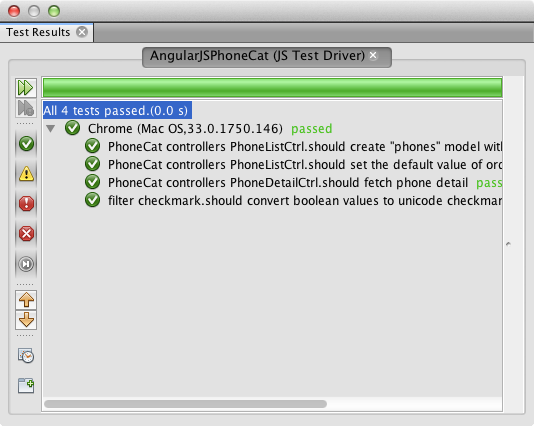 Test Results
AngularJSPhoneCat (JS Test Driver)
All 4 tests passed.(0.0 s)
Chrome (Mac OS,33.0.1750.146) passed
PhoneCat controllers PhoneListCtrl.should create "phones" model with
PhoneCat controllers PhoneListCtrl.should set the default value of ord
PhoneCat controllers PhoneDetailCtrl.should fetch phone detail pass
filter checkmark.should convert boolean values to unicode checkmar